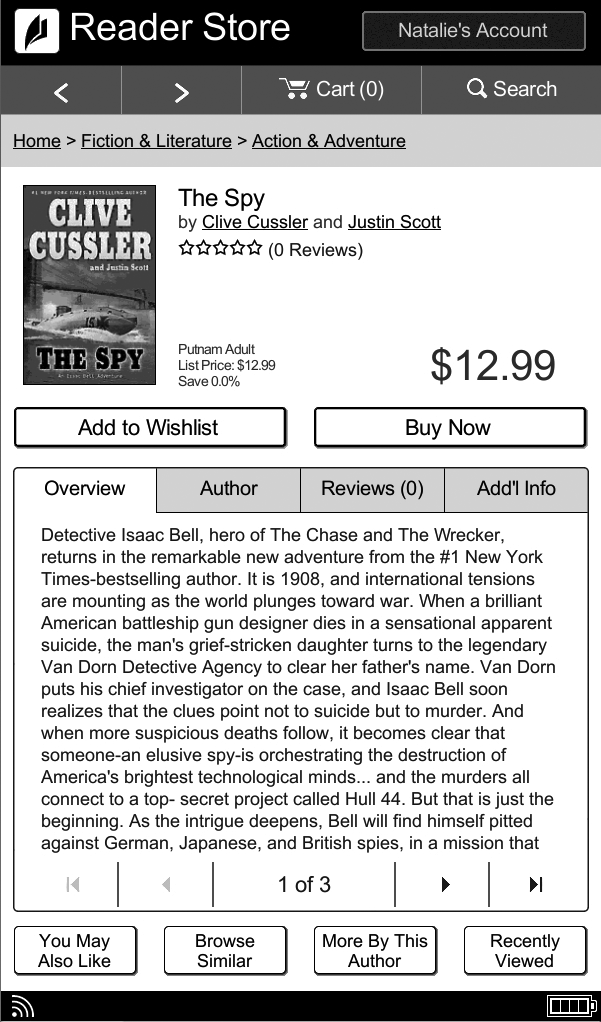 Reader Store
Natalie's Account
Cart (0)
Search
Home > Fiction & Literature > Action & Adventure
#1 NEW YORK TIMES-BESTSELLING AUTHOR
CLIVE
CUSSLER
and Justin Scott
THE SPY
An Isaac Bell Adventure
The Spy
by Clive Cussler and Justin Scott
(0 Reviews)
Putnam Adult
List Price: $12.99
Save 0.0%
$12.99
Add to Wishlist
Buy Now
Overview
Author
Reviews (0)
Add'l Info
Detective Isaac Bell, hero of The Chase and The Wrecker,
returns in the remarkable new adventure from the #1 New York
Times-bestselling author. It is 1908, and international tensions
are mounting as the world plunges toward war. When a brilliant
American battleship gun designer dies in a sensational apparent
suicide, the man's grief-stricken daughter turns to the legendary
Van Dorn Detective Agency to clear her father's name. Van Dorn
puts his chief investigator on the case, and Isaac Bell soon
realizes that the clues point not to suicide but to murder. And
when more suspicious deaths follow, it becomes clear that
someone-an elusive spy-is orchestrating the destruction of
America's brightest technological minds... and the murders all
connect to a top- secret project called Hull 44. But that is just the
beginning. As the intrigue deepens, Bell will find himself pitted
against German, Japanese, and British spies, in a mission that
1 of 3
You May
Also Like
Browse
Similar
More By This
Author
Recently
Viewed